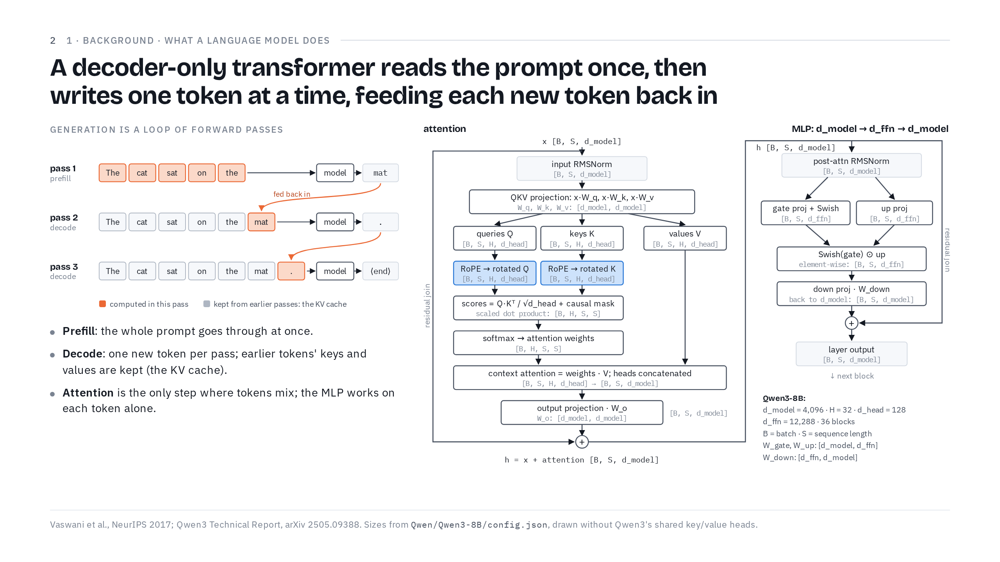 2 1 · BACKGROUND · WHAT A LANGUAGE MODEL DOES
A decoder-only transformer reads the prompt once, then
writes one token at a time, feeding each new token back in
GENERATION IS A LOOP OF FORWARD PASSES
pass 1
prefill
The cat sat on the model mat
fed back in
pass 2
decode
The cat sat on the mat model .
pass 3
decode
The cat sat on the mat . model ⟨end⟩
computed in this pass kept from earlier passes: the KV cache
• Prefill: the whole prompt goes through at once.
• Decode: one new token per pass; earlier tokens' keys and
values are kept (the KV cache).
• Attention is the only step where tokens mix; the MLP works on
each token alone.
attention
x [B, S, d_model]
input RMSNorm
[B, S, d_model]
QKV projection: x·W_q, x·W_k, x·W_v
W_q, W_k, W_v: [d_model, d_model]
queries Q
[B, S, H, d_head]
keys K
[B, S, H, d_head]
values V
[B, S, H, d_head]
RoPE → rotated Q
[B, S, H, d_head]
RoPE → rotated K
[B, S, H, d_head]
scores = Q·Kᵀ / √d_head + causal mask
scaled dot product: [B, H, S, S]
softmax → attention weights
[B, H, S, S]
context attention = weights · V; heads concatenated
[B, S, H, d_head] → [B, S, d_model]
output projection · W_o
W_o: [d_model, d_model]
[B, S, d_model]
+
h = x + attention [B, S, d_model]
residual join
MLP: d_model → d_ffn → d_model
h [B, S, d_model]
post-attn RMSNorm
[B, S, d_model]
gate proj + Swish
[B, S, d_ffn]
up proj
[B, S, d_ffn]
Swish(gate) ⊙ up
element-wise: [B, S, d_ffn]
down proj · W_down
back to d_model: [B, S, d_model]
+
residual join
layer output
[B, S, d_model]
↓ next block
Qwen3-8B:
d_model = 4,096 · H = 32 · d_head = 128
d_ffn = 12,288 · 36 blocks
B = batch · S = sequence length
W_gate, W_up: [d_model, d_ffn]
W_down: [d_ffn, d_model]
Vaswani et al., NeurIPS 2017; Qwen3 Technical Report, arXiv 2505.09388. Sizes from Qwen/Qwen3-8B/config.json, drawn without Qwen3's shared key/value heads.